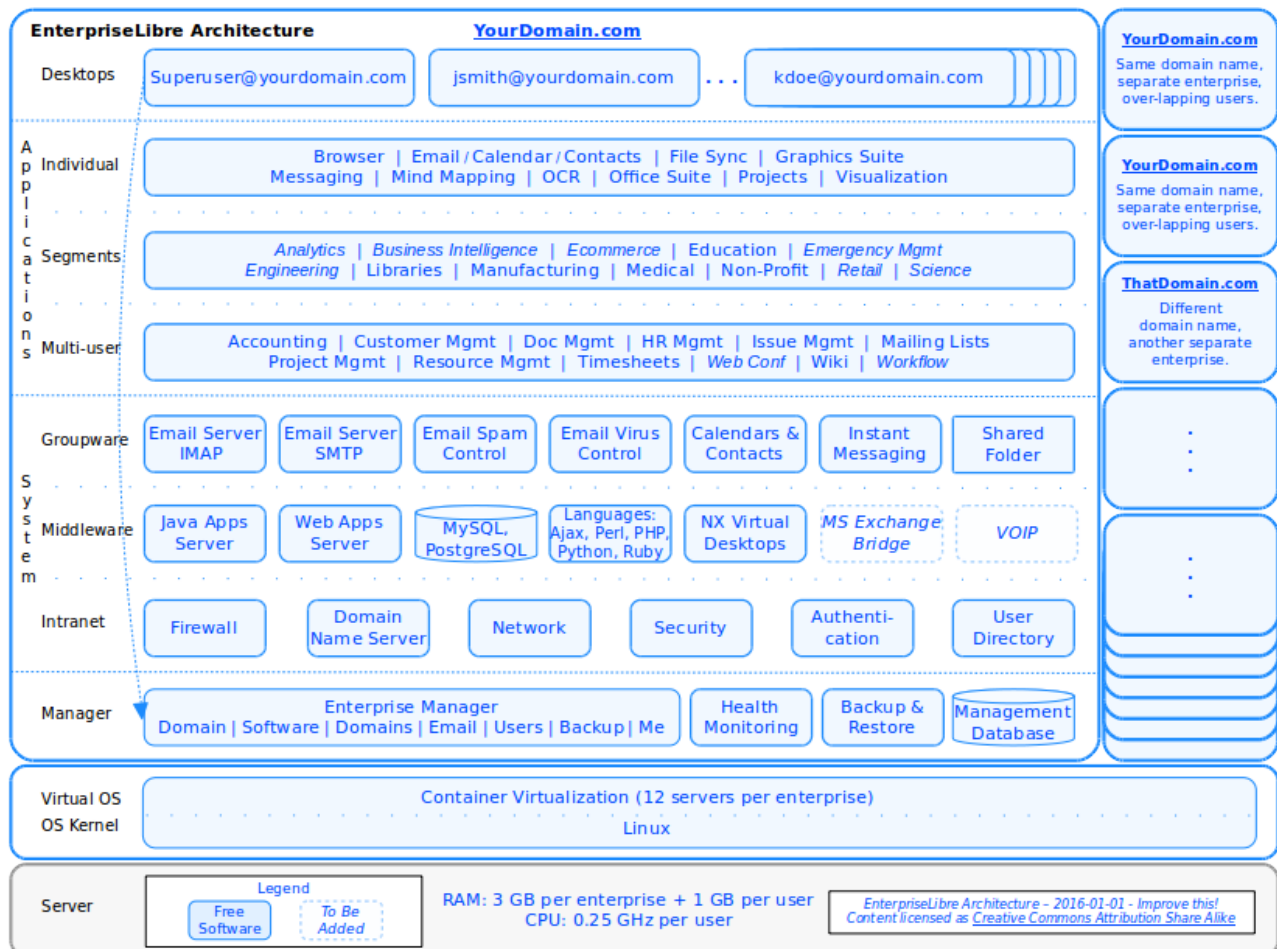 EnterpriseLibre Architecture
YourDomain.com
Desktops
Superuser@yourdomain.com
jsmith@yourdomain.com
. . .
kdoe@yourdomain.com
Applications
Individual
Browser | Email / Calendar / Contacts | File Sync | Graphics Suite
Messaging | Mind Mapping | OCR | Office Suite | Projects | Visualization
Segments
Analytics | Business Intelligence | Ecommerce | Education | Emergency Mgmt
Engineering | Libraries | Manufacturing | Medical | Non-Profit | Retail | Science
Multi-user
Accounting | Customer Mgmt | Doc Mgmt | HR Mgmt | Issue Mgmt | Mailing Lists
Project Mgmt | Resource Mgmt | Timesheets | Web Conf | Wiki | Workflow
System
Groupware
Email Server
IMAP
Email Server
SMTP
Email Spam
Control
Email Virus
Control
Calendars &
Contacts
Instant
Messaging
Shared
Folder
Middleware
Java Apps
Server
Web Apps
Server
MySQL,
PostgreSQL
Languages:
Ajax, Perl, PHP,
Python, Ruby
NX Virtual
Desktops
MS Exchange
Bridge
VOIP
Intranet
Firewall
Domain
Name Server
Network
Security
Authenti-
cation
User
Directory
Manager
Enterprise Manager
Domain | Software | Domains | Email | Users | Backup | Me
Health
Monitoring
Backup &
Restore
Management
Database
YourDomain.com
Same domain name,
separate enterprise,
over-lapping users.
YourDomain.com
Same domain name,
separate enterprise,
over-lapping users.
ThatDomain.com
Different
domain name,
another separate
enterprise.
Virtual OS
Container Virtualization (12 servers per enterprise)
OS Kernel
Linux
Server
Legend
Free
Software
To Be
Added
RAM: 3 GB per enterprise + 1 GB per user
CPU: 0.25 GHz per user
EnterpriseLibre Architecture – 2016-01-01 - Improve this!
Content licensed as Creative Commons Attribution Share Alike